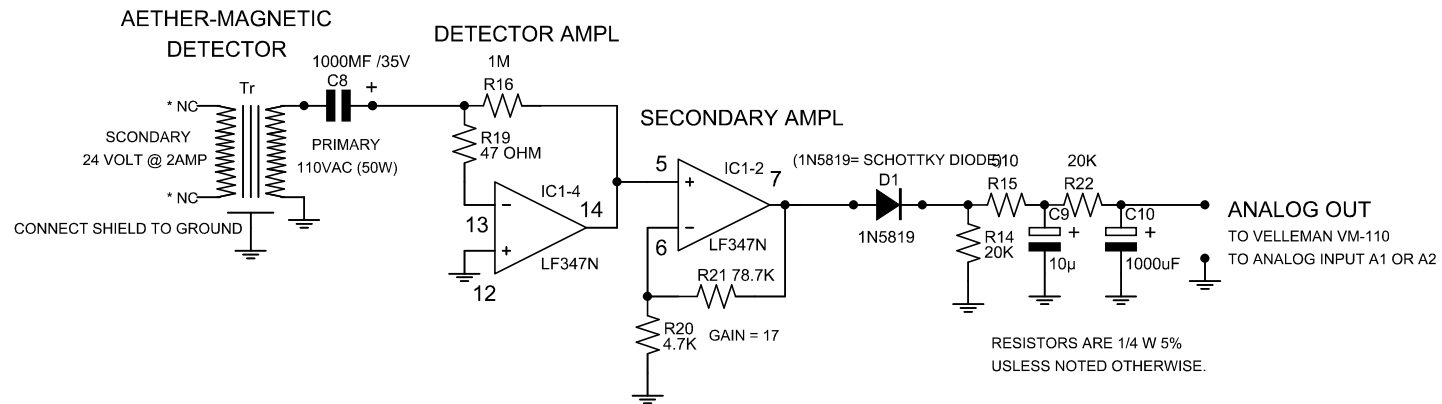 AETHER-MAGNETIC
DETECTOR
DETECTOR AMPL
1000MF /35V
C8
+
1M
R16
Tr
* NC
SCONDARY
24 VOLT @ 2AMP
* NC
PRIMARY
110VAC (50W)
CONNECT SHIELD TO GROUND
R19
47 OHM
IC1-4
13
14
−
+
12
LF347N
SECONDARY AMPL
5
+
IC1-2
7
6
−
LF347N
R21 78.7K
R20
4.7K
GAIN = 17
(1N5819= SCHOTTKY DIODE)
D1
1N5819
510
R15
20K
R22
R14
20K
C9
+
10µ
C10
+
1000uF
ANALOG OUT
TO VELLEMAN VM-110
TO ANALOG INPUT A1 OR A2
RESISTORS ARE 1/4 W 5%
USLESS NOTED OTHERWISE.